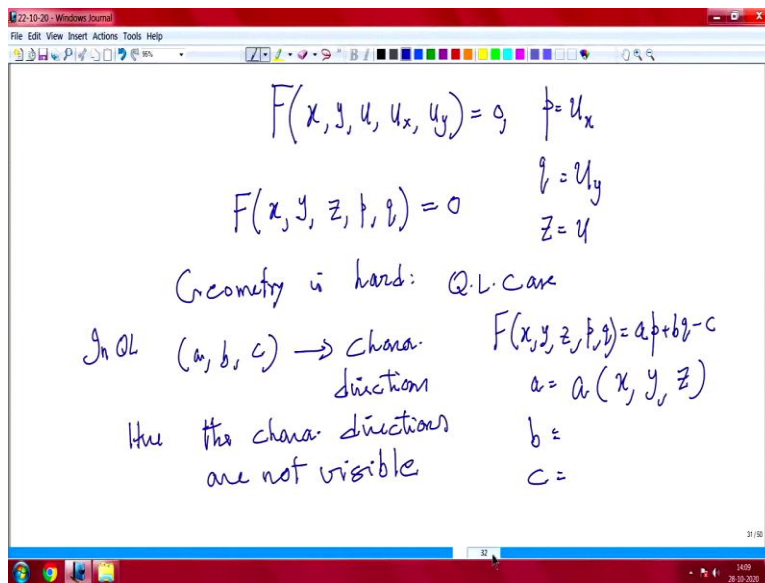 22-10-20 - Windows Journal
File Edit View Insert Actions Tools Help
96%
B I
F(x, y, u, u_x, u_y) = 0, p = u_x
q = u_y
F(x, y, z, p, q) = 0
z = u
Geometry is hard: Q.L. Case
In QL (a, b, c) → chara. directions
F(x, y, z, p, q) = ap+bq-c
a = a(x, y, z)
Here the chara. directions
b =
are not visible
c =
31/50
32
14:09
28-10-2020